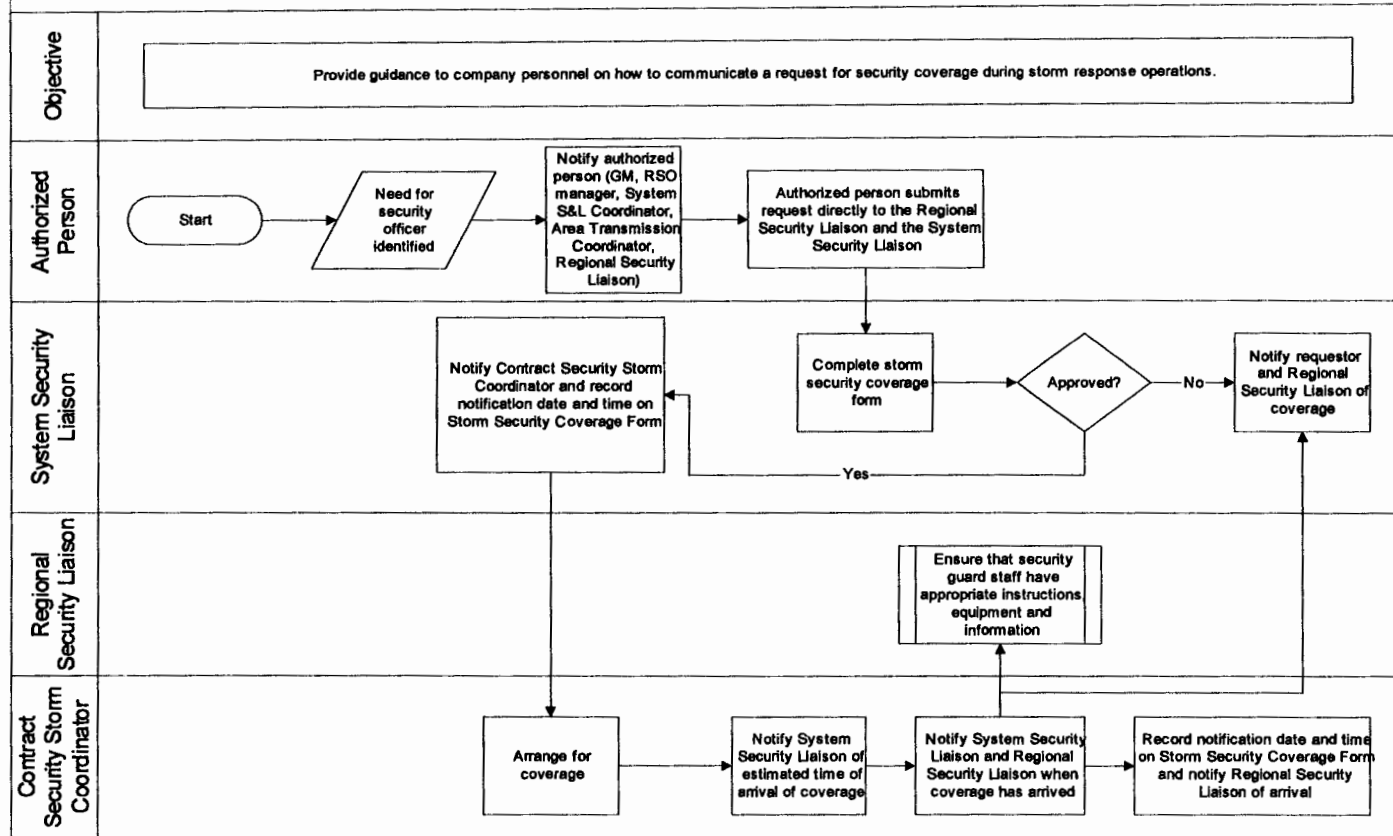 Objective
Provide guidance to company personnel on how to communicate a request for security coverage during storm response operations.
Authorized
Person
Start
Need for
security
officer
identified
Notify authorized
person (GM, RSO
manager, System
S&L Coordinator,
Area Transmission
Coordinator,
Regional Security
Liaison)
Authorized person submits
request directly to the Regional
Security Liaison and the System
Security Liaison
System Security
Liaison
Notify Contract Security Storm
Coordinator and record
notification date and time on
Storm Security Coverage Form
Complete storm
security coverage
form
Approved?
No
Notify requestor
and Regional
Security Liaison of
coverage
Yes
Regional
Security Liaison
Ensure that security
guard staff have
appropriate instructions,
equipment and
information
Contract
Security Storm
Coordinator
Arrange for
coverage
Notify System
Security Liaison of
estimated time of
arrival of coverage
Notify System Security
Liaison and Regional
Security Liaison when
coverage has arrived
Record notification date and time
on Storm Security Coverage Form
and notify Regional Security
Liaison of arrival